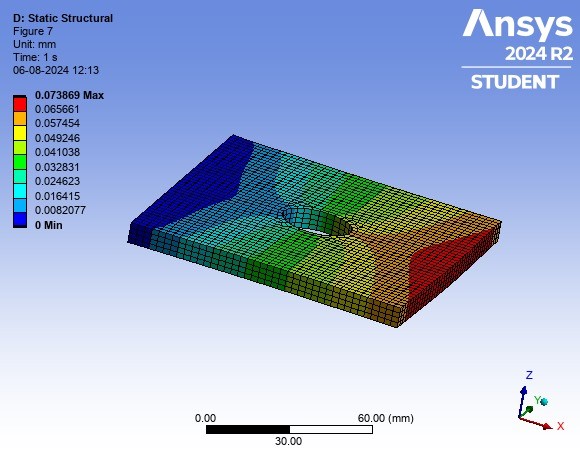 D: Static Structural
Figure 7
Unit: mm
Time: 1 s
06-08-2024 12:13
Ansys
2024 R2
STUDENT
0.073869 Max
0.065661
0.057454
0.049246
0.041038
0.032831
0.024623
0.016415
0.0082077
0 Min
0.00
60.00 (mm)
30.00
Z
Y
X